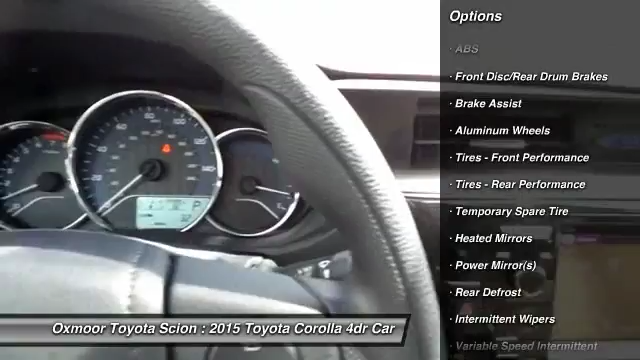 Options
· ABS
· Front Disc/Rear Drum Brakes
· Brake Assist
· Aluminum Wheels
· Tires - Front Performance
· Tires - Rear Performance
· Temporary Spare Tire
· Heated Mirrors
· Power Mirror(s)
· Rear Defrost
· Intermittent Wipers
· Variable Speed Intermittent
Oxmoor Toyota Scion : 2015 Toyota Corolla 4dr Car